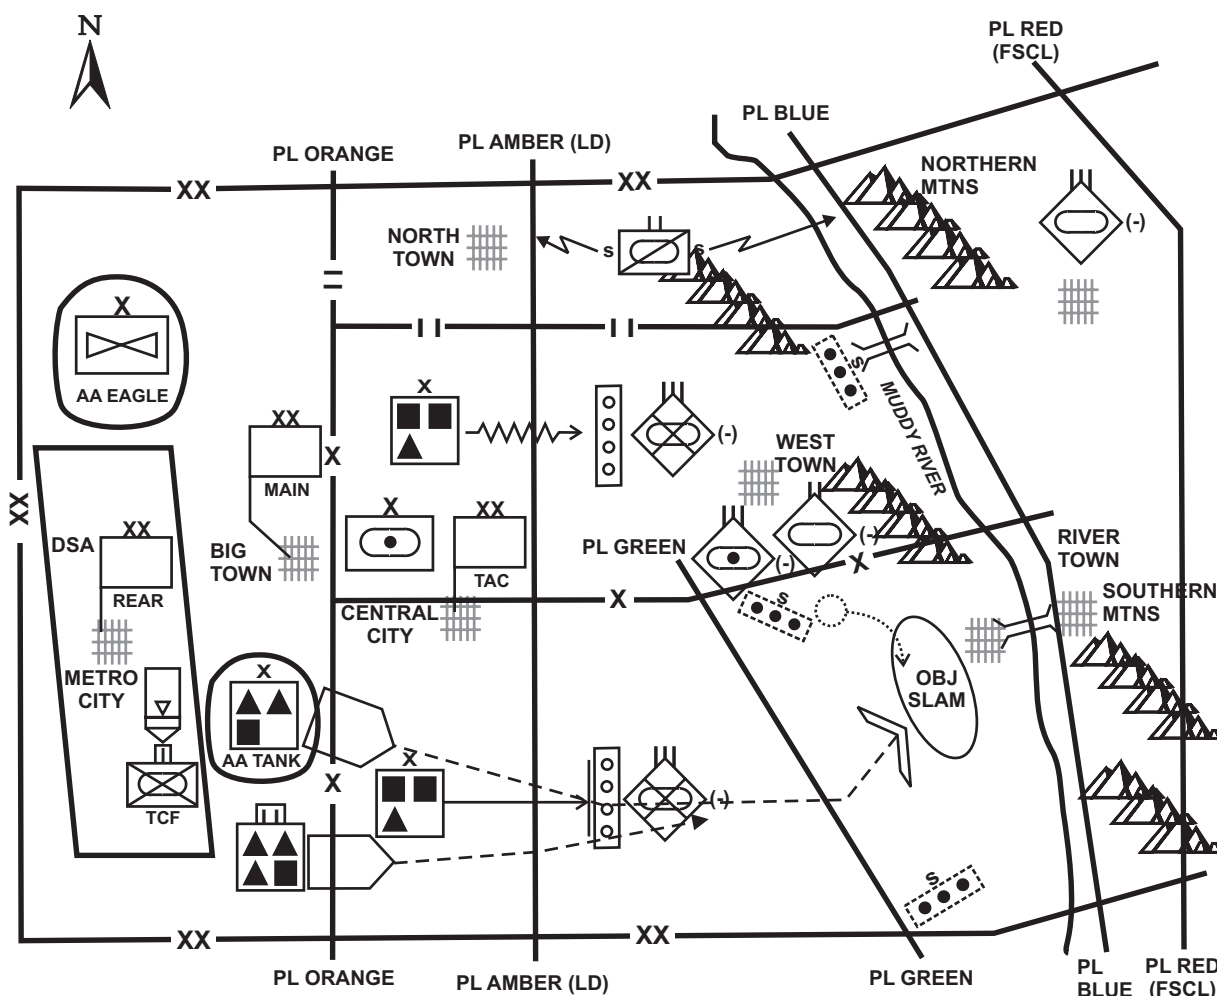 N
PL RED
(FSCL)
PL BLUE
PL AMBER (LD)
PL ORANGE
NORTHERN
MTNS
XX
XX
(-)
NORTH
TOWN
S
S
X
AA EAGLE
X
XX
MAIN
X
(-)
S
MUDDY RIVER
WEST
TOWN
XX
X
XX
TAC
DSA
XX
REAR
BIG
TOWN
PL GREEN
(-)
(-)
X
RIVER
TOWN
CENTRAL
CITY
X
S
SOUTHERN
MTNS
METRO
CITY
X
AA TANK
OBJ
SLAM
TCF
X
X
(-)
S
XX
XX
PL ORANGE
PL AMBER (LD)
PL GREEN
PL
BLUE
PL RED
(FSCL)